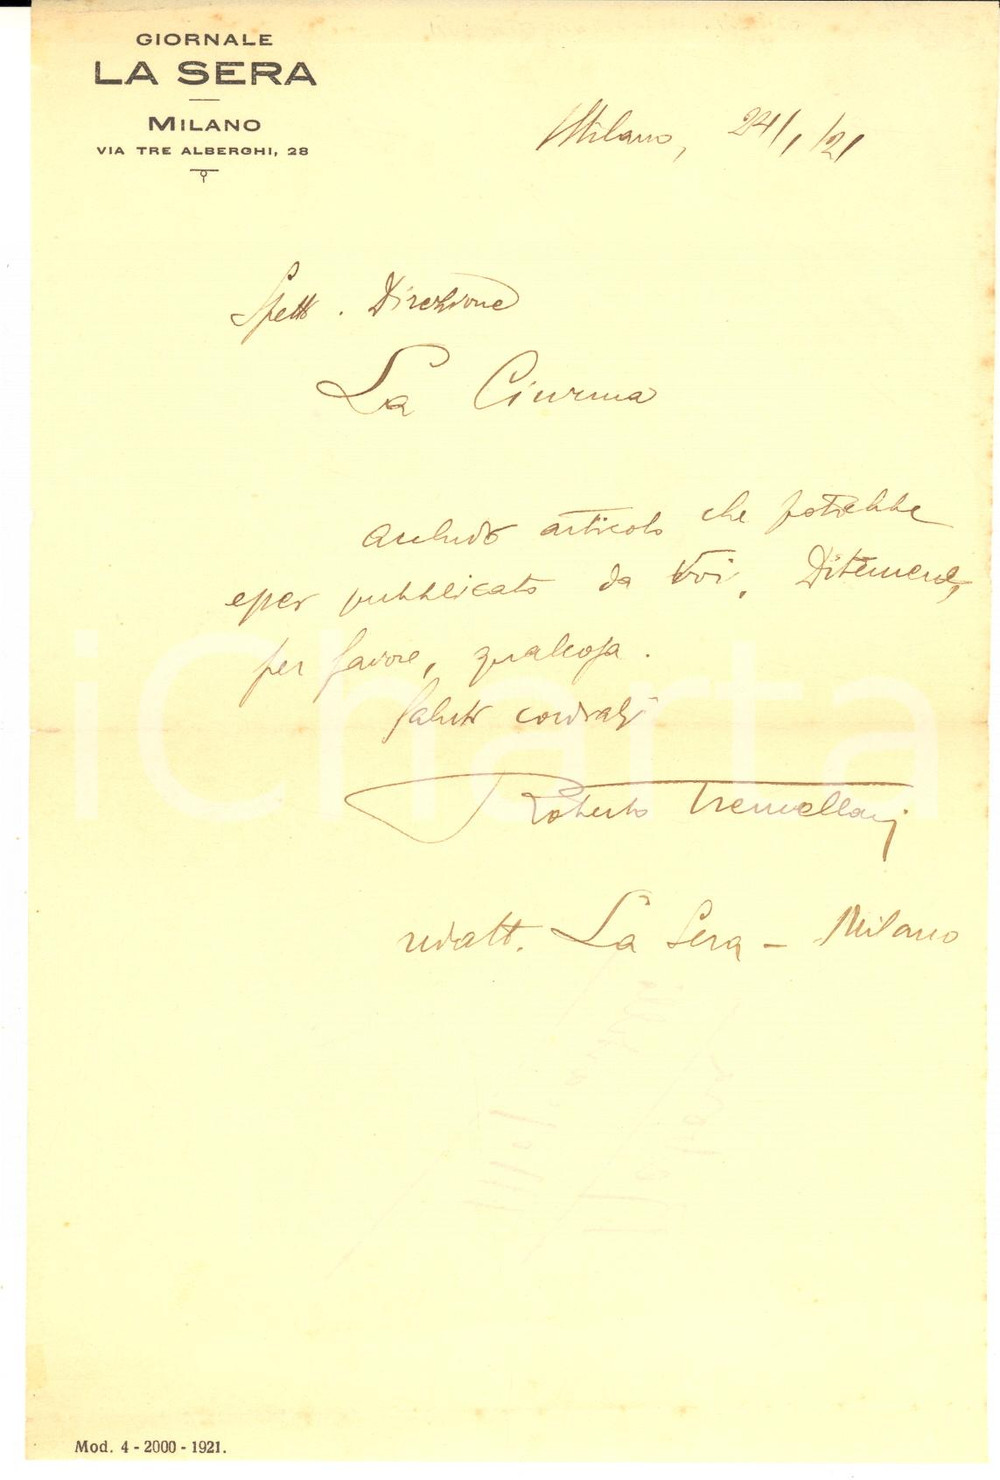 GIORNALE
LA SERA
MILANO
VIA TRE ALBERGHI, 28
Milano, 24/1/21
Spett. Direzione
La Ciurma
Accludo articolo che potrebbe
esser pubblicato da Voi. Ditemene,
per favore, qualcosa.
Saluti cordiali
Roberto Tremelloni
redatt. La Sera - Milano
iCharta
Mod. 4 - 2000 - 1921.